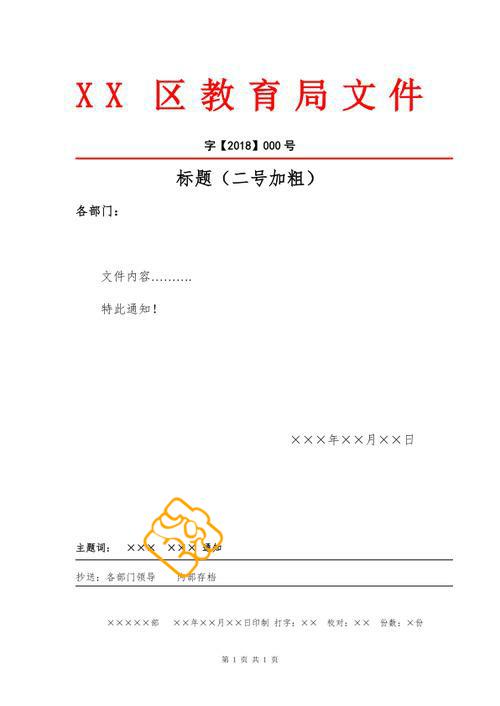 XX 区教育局文件
字【2018】000号
标题（二号加粗）
各部门：
文件内容……….
特此通知！
×××年××月××日
主题词： ××× ××× 通知
抄送：各部门领导 内部存档
×××××部 ××年××月××日印制 打字：×× 校对：×× 份数：×份
第 1 页 共 1 页